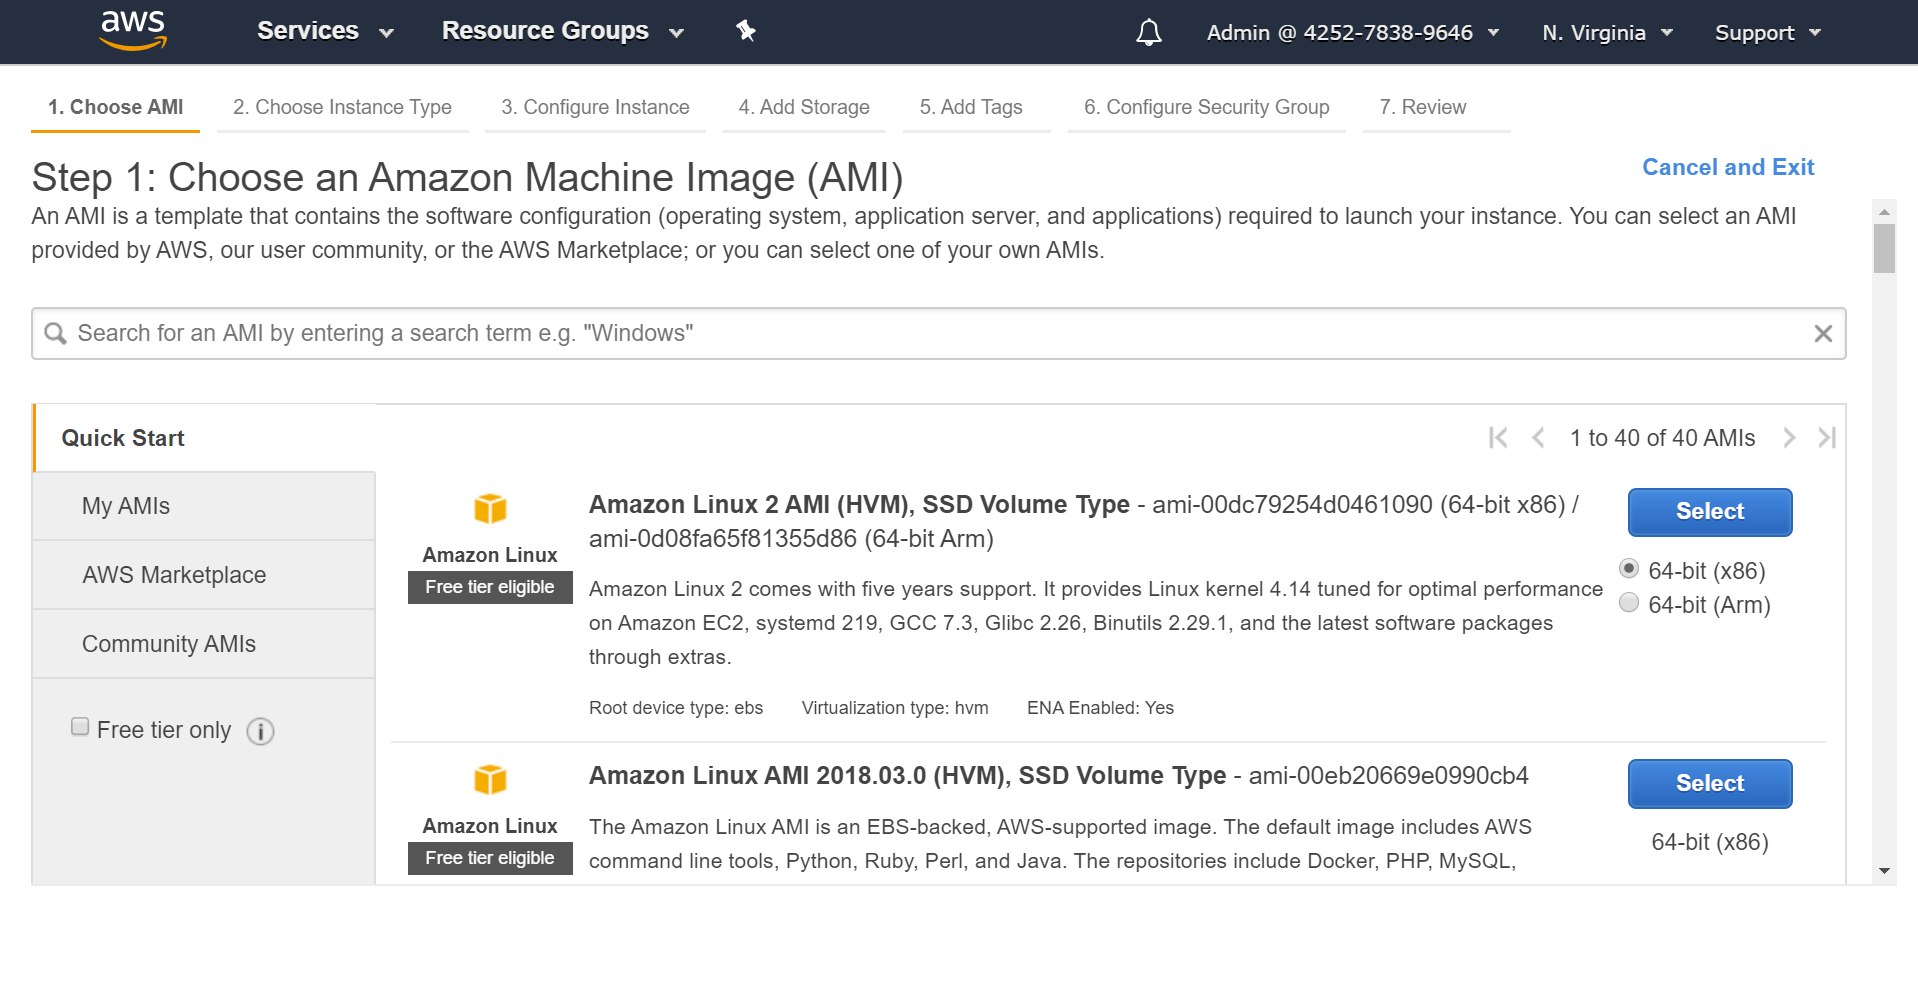 aws
Services
Resource Groups
Admin @ 4252-7838-9646
N. Virginia
Support
1. Choose AMI
2. Choose Instance Type
3. Configure Instance
4. Add Storage
5. Add Tags
6. Configure Security Group
7. Review
Step 1: Choose an Amazon Machine Image (AMI)
Cancel and Exit
An AMI is a template that contains the software configuration (operating system, application server, and applications) required to launch your instance. You can select an AMI
provided by AWS, our user community, or the AWS Marketplace; or you can select one of your own AMIs.
Search for an AMI by entering a search term e.g. "Windows"
Quick Start
My AMIs
AWS Marketplace
Community AMIs
Free tier only
i
1 to 40 of 40 AMIs
Amazon Linux
Free tier eligible
Amazon Linux 2 AMI (HVM), SSD Volume Type - ami-00dc79254d0461090 (64-bit x86) /
ami-0d08fa65f81355d86 (64-bit Arm)
Amazon Linux 2 comes with five years support. It provides Linux kernel 4.14 tuned for optimal performance
on Amazon EC2, systemd 219, GCC 7.3, Glibc 2.26, Binutils 2.29.1, and the latest software packages
through extras.
Root device type: ebs
Virtualization type: hvm
ENA Enabled: Yes
Select
64-bit (x86)
64-bit (Arm)
Amazon Linux
Free tier eligible
Amazon Linux AMI 2018.03.0 (HVM), SSD Volume Type - ami-00eb20669e0990cb4
The Amazon Linux AMI is an EBS-backed, AWS-supported image. The default image includes AWS
command line tools, Python, Ruby, Perl, and Java. The repositories include Docker, PHP, MySQL,
Select
64-bit (x86)